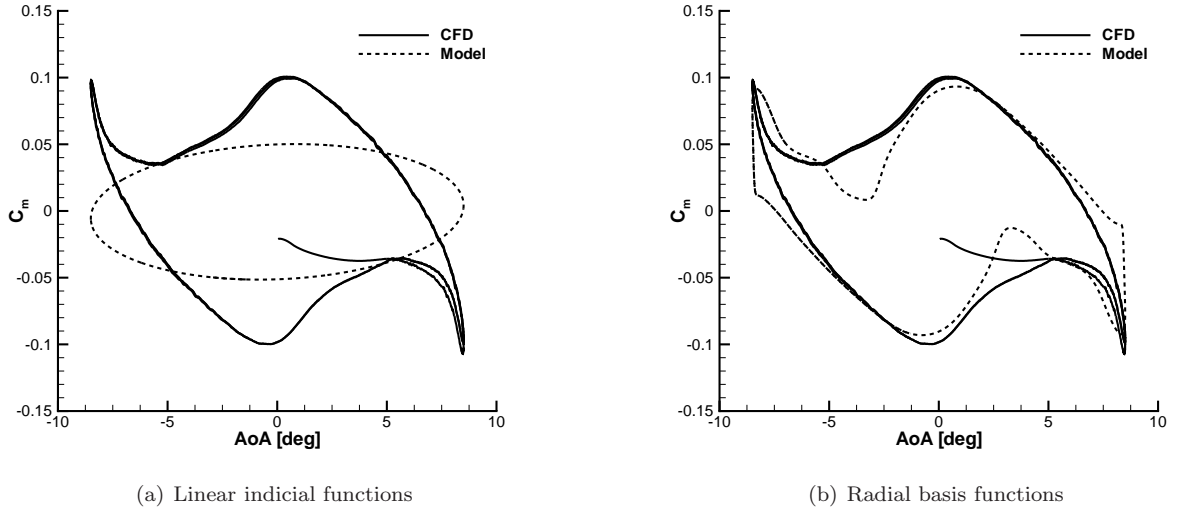 0.15
0.1
0.05
0
-0.05
-0.1
-0.15
C_m
-10
-5
0
5
10
AoA [deg]
CFD
Model
(a) Linear indicial functions
0.15
0.1
0.05
0
-0.05
-0.1
-0.15
C_m
-10
-5
0
5
10
AoA [deg]
CFD
Model
(b) Radial basis functions